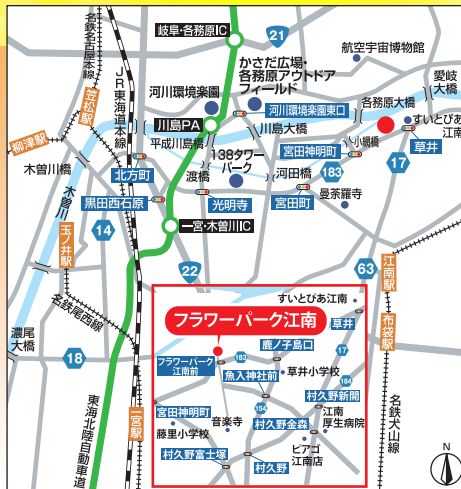 岐阜・各務原IC
21
航空宇宙博物館
名鉄名古屋本線
JR東海道本線
笠松駅
かさだ広場・
各務原アウトドア
フィールド
河川環境楽園
愛岐
大橋
各務原大橋
河川環境楽園東口
川島PA
川島大橋
すいとぴあ
江南
草井
柳津駅
平成川島橋
宮田神明町
小網橋
17
木曽川橋
138タワー
パーク
183
北方町
渡橋
河田橋
木曽川
黒田西石原
光明寺
宮田町
曼荼羅寺
玉ノ井駅
14
一宮・木曽川IC
22
63
江南駅
名鉄尾西線
布袋駅
濃尾
大橋
18
一宮駅
東海北陸自動車道
名鉄犬山線
すいとぴあ江南
フラワーパーク江南
草井
鹿ノ子島口
17
フラワーパーク
江南前
183
草井小学校
魚入神社前
184
村久野新開
宮田神明町
154
江南
厚生病院
藤里小学校
音楽寺
村久野金森
ピアゴ
江南店
村久野富士塚
村久野
N